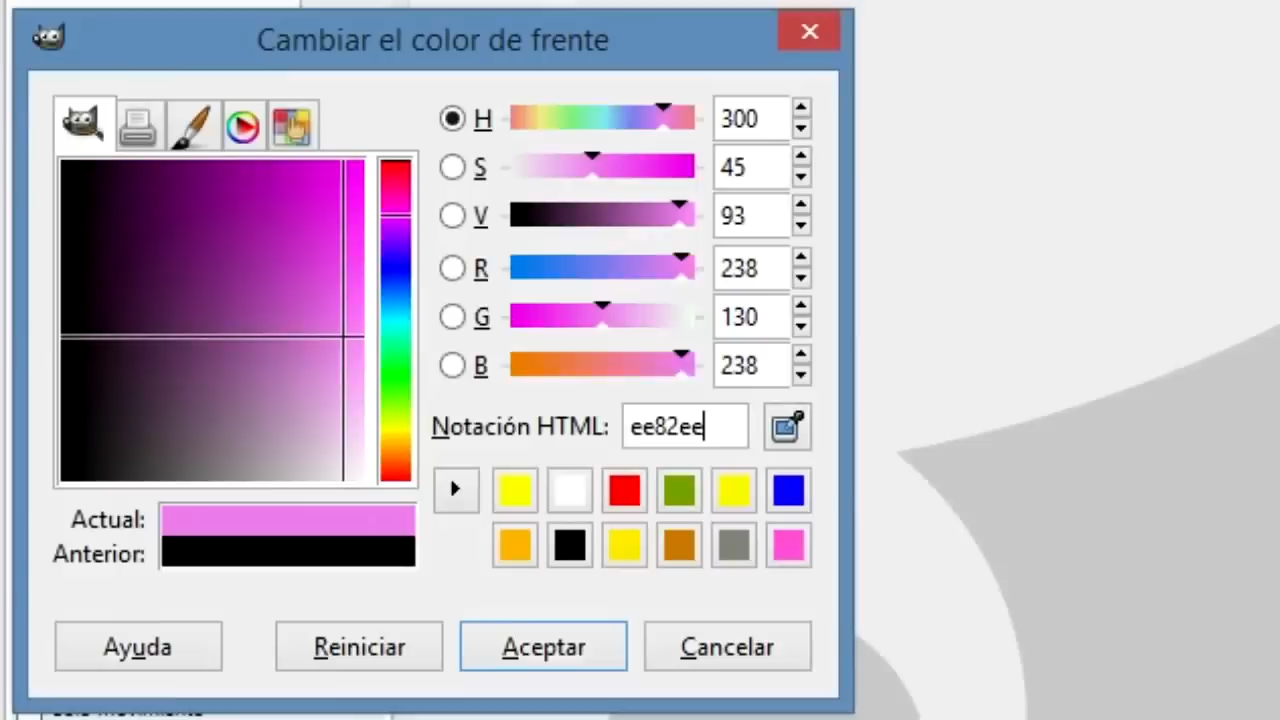 Cambiar el color de frente
H 300
S 45
V 93
R 238
G 130
B 238
Notación HTML: ee82ee
Actual:
Anterior:
Ayuda Reiniciar Aceptar Cancelar